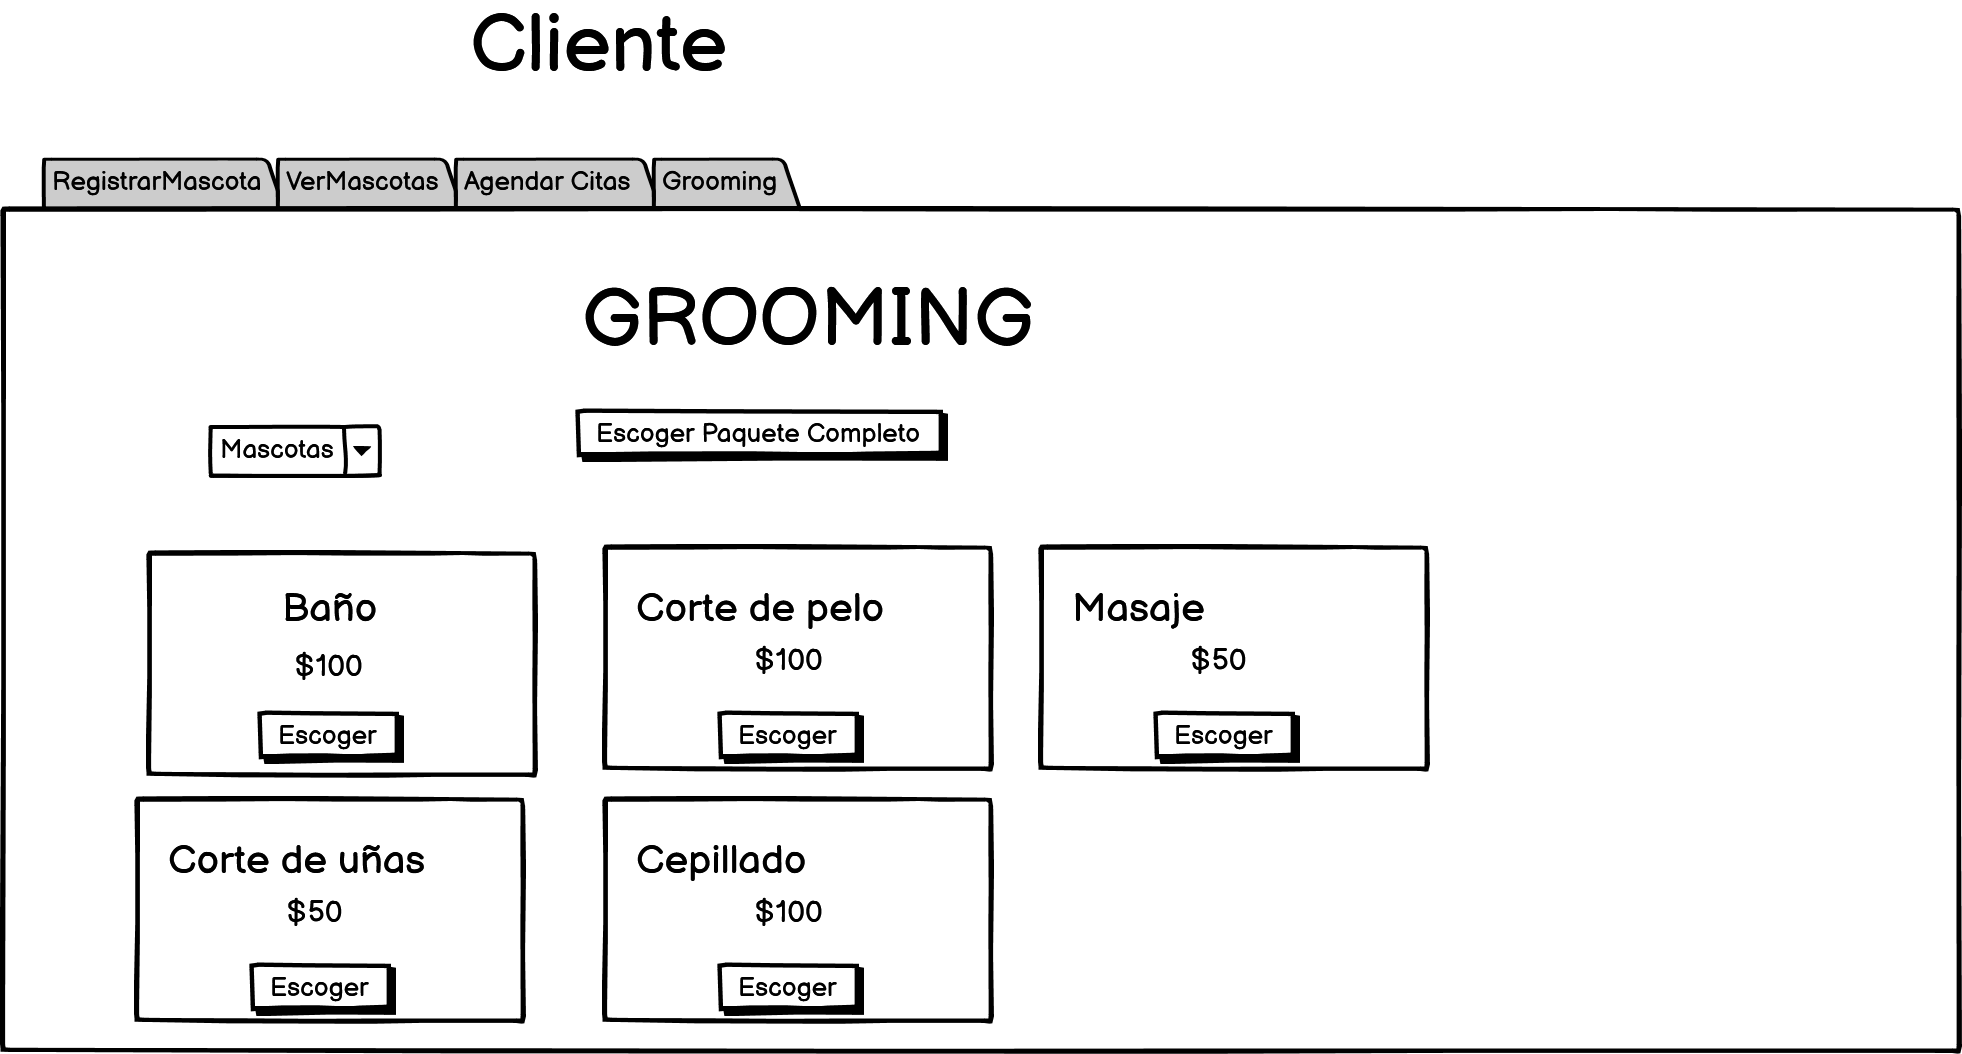 Cliente
RegistrarMascota
VerMascotas
Agendar Citas
Grooming
GROOMING
Mascotas
Escoger Paquete Completo
Baño
$100
Escoger
Corte de pelo
$100
Escoger
Masaje
$50
Escoger
Corte de uñas
$50
Escoger
Cepillado
$100
Escoger